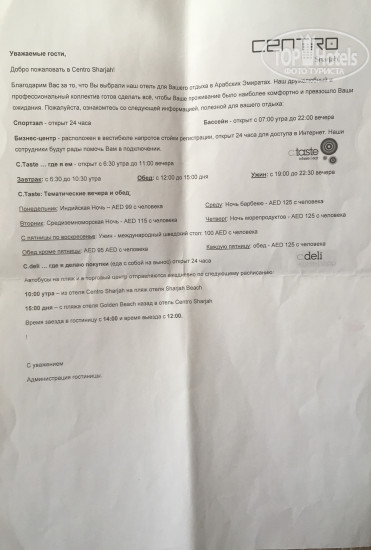 centro
TopHotels
ФОТО ТУРИСТА
Уважаемые гости,
Добро пожаловать в Centro Sharjah!
Благодарим Вас за то, что Вы выбрали наш отель для Вашего отдыха в Арабских Эмиратах. Наш
профессиональный коллектив готов сделать всё, чтобы Ваше проживание было наиболее комфортно и превзошло Ваши
ожидания. Пожалуйста, ознакомитесь со следующей информацией, полезной для вашего отдыха:
Спортзал - открыт 24 часа Бассейн - открыт с 07.00 утра до 22:00 вечера
Бизнес-центр - расположен в вестибюле напротив стойки регистрации, открыт 24 часа для доступа в Интернет. Наши
сотрудники будут рады помочь Вам в подключении.
c.taste
C.Taste ... где я ем - открыт с 6:30 утра до 11:00 вечера
Завтрак: с 6:30 до 10:30 утра Обед: с 12:00 до 15:00 дня Ужин: с 19:00 до 22:30 вечера
C.Taste: Тематические вечера и обед
Понедельник: Индийская Ночь – AED 99 с человека Среду: Ночь барбекю - AED 125 с человека
Вторник: Средиземноморская Ночь - AED 115 с человека Четверг: Ночь морепродуктов - AED 125 с человека
С пятницы по воскресенье: Ужин - международный шведский стол: 100 AED с человека
Обед кроме пятницы: AED 95 AED с человека Каждую пятницу: обед - AED 125 с человека
c.deli
C.deli ... где я делаю покупки (еда с собой на вынос) открыт 24 часа
Автобусы на пляж и в торговый центр отправляются ежедневно по следующему расписанию:
10:00 утра – из отеля Centro Sharjah на пляж отеля Sharjah Beach
15:00 дня – с пляжа отеля Golden Beach назад в отель Centro Sharjah
Время заезда в гостиницу с 14:00 и время выезда с 12:00.
!
С уважением
Администрация гостиницы